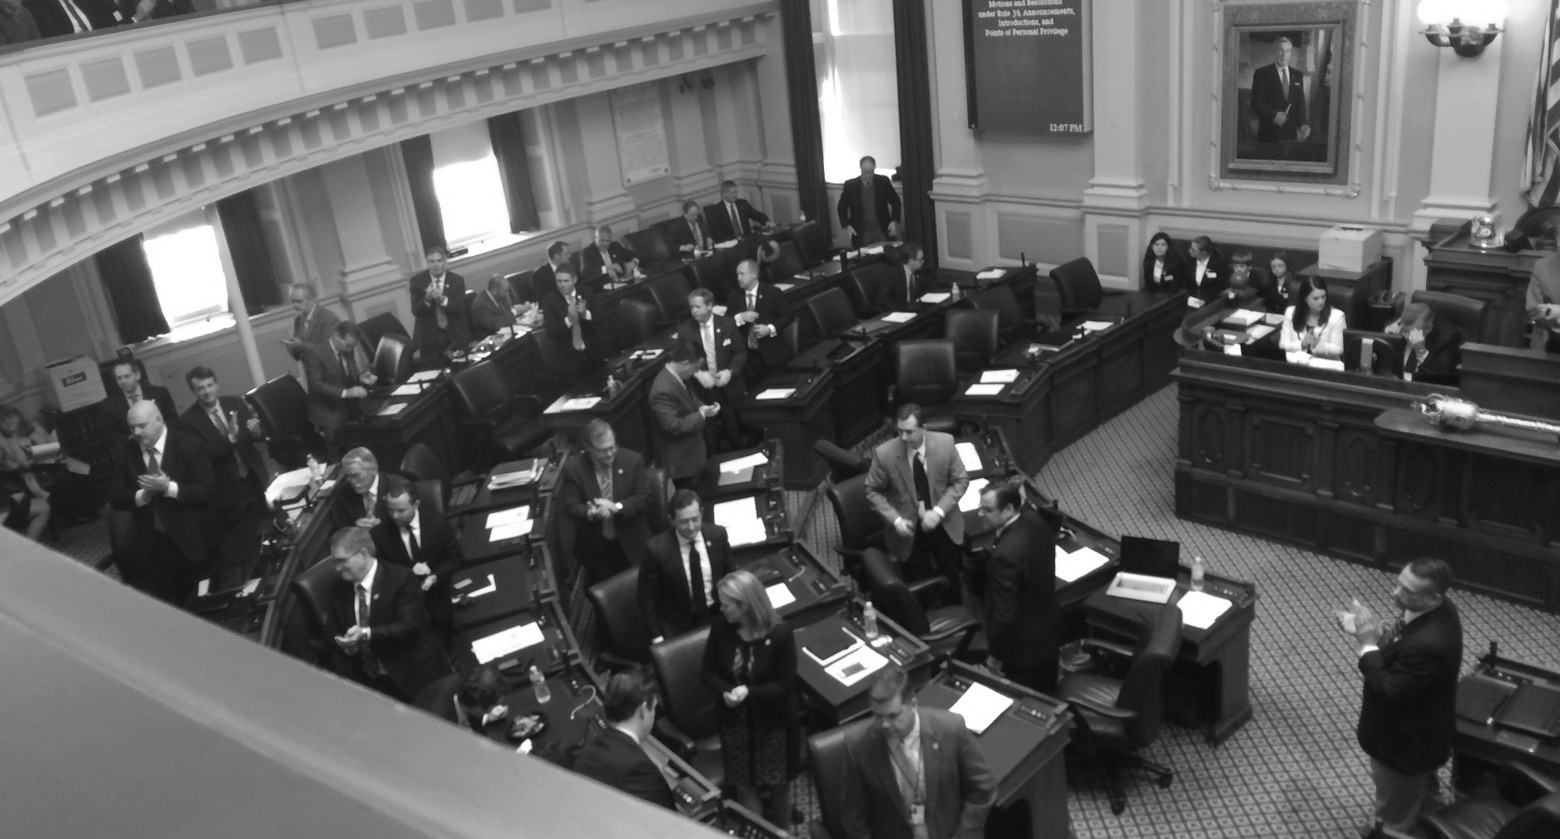 Motions and Resolutions
under Rule 39, Announcements,
Introductions, and
Points of Personal Privilege
12:07 PM